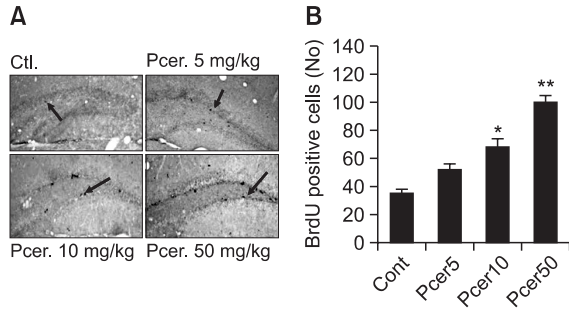 A
Ctl.
Pcer. 5 mg/kg
Pcer. 10 mg/kg
Pcer. 50 mg/kg
B
BrdU positive cells (No)
140
120
100
80
60
40
20
0
*
**
Cont
Pcer5
Pcer10
Pcer50